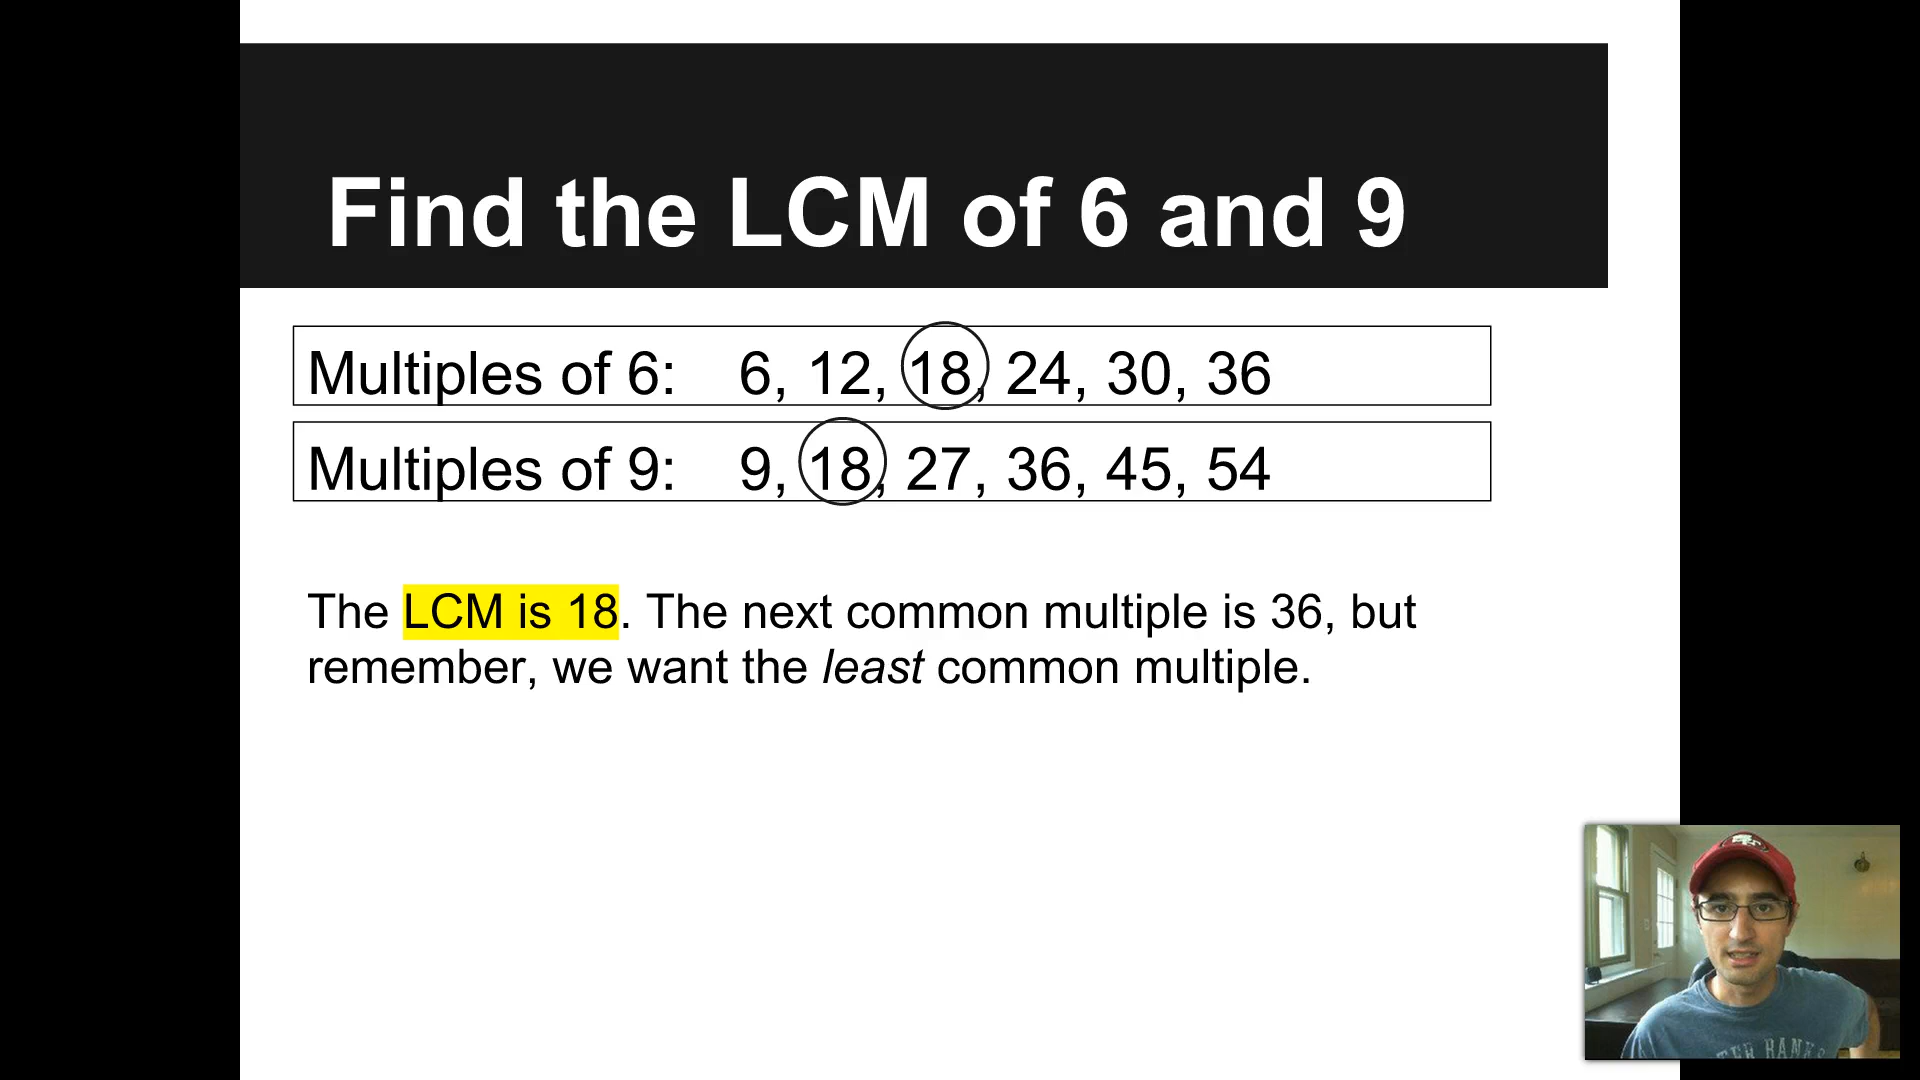 Find the LCM of 6 and 9
Multiples of 6: 6, 12, 18, 24, 30, 36
Multiples of 9: 9, 18, 27, 36, 45, 54
The LCM is 18. The next common multiple is 36, but
remember, we want the least common multiple.